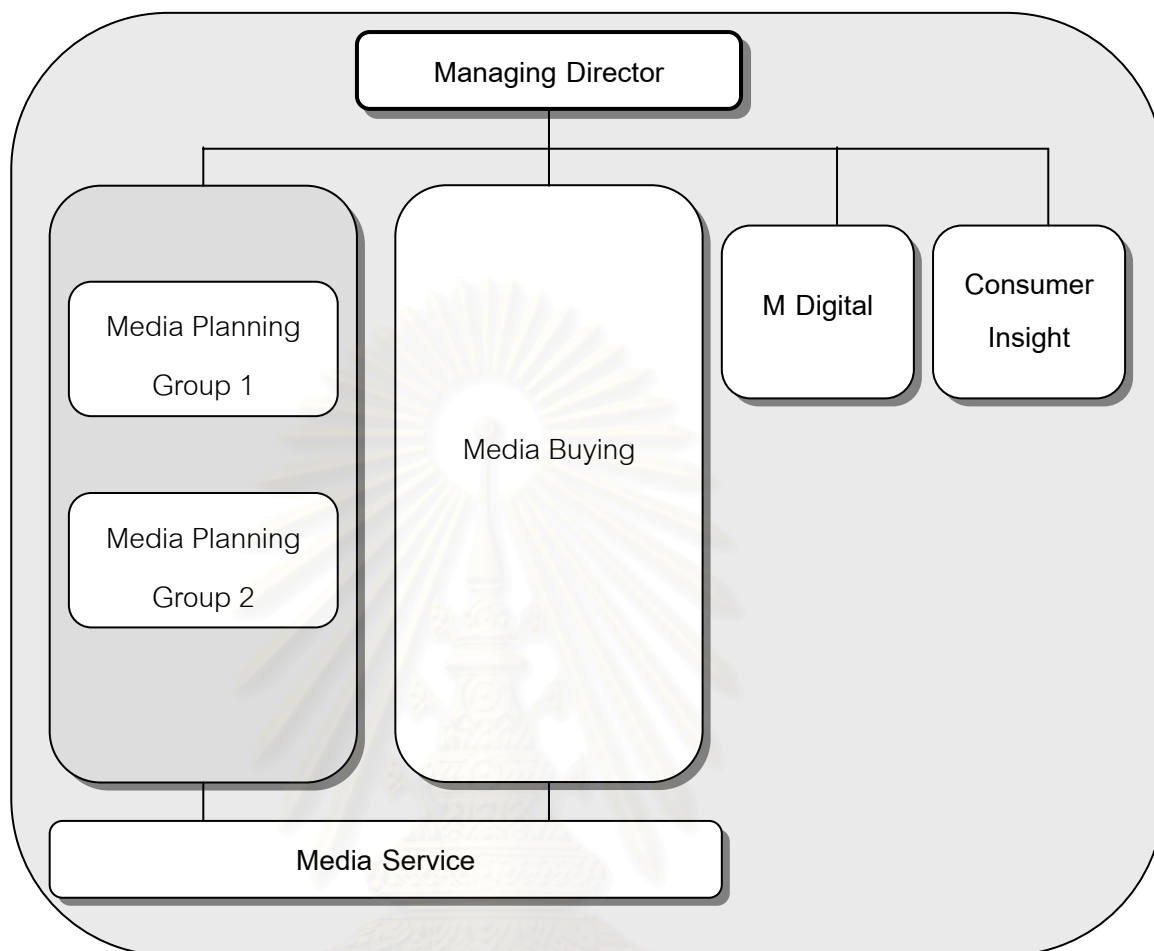 Managing Director
Media Planning
Group 1
Media Planning
Group 2
Media Buying
M Digital
Consumer
Insight
Media Service